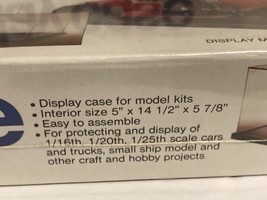 DISPLAY M
e
• Display case for model kits
• Interior size 5" x 14 1/2" x 5 7/8"
• Easy to assemble
• For protecting and display of
1/16th, 1/20th, 1/25th scale cars
and trucks, small ship model and
other craft and hobby projects